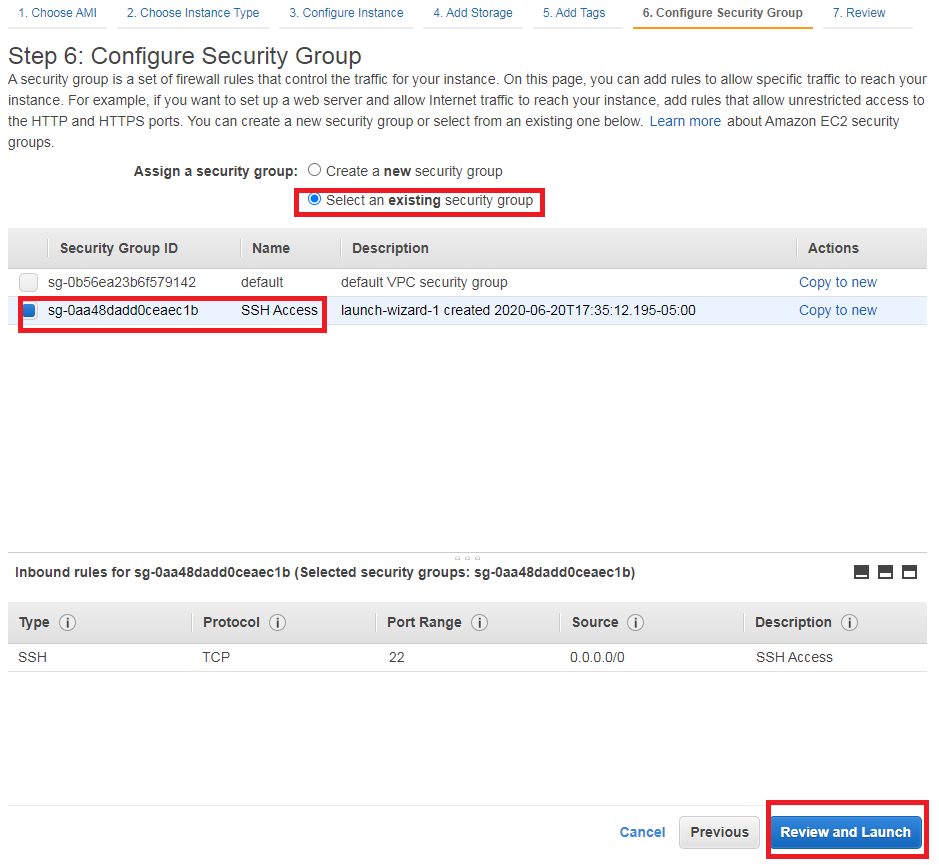 1. Choose AMI 2. Choose Instance Type 3. Configure Instance 4. Add Storage 5. Add Tags 6. Configure Security Group 7. Review
Step 6: Configure Security Group
A security group is a set of firewall rules that control the traffic for your instance. On this page, you can add rules to allow specific traffic to reach your
instance. For example, if you want to set up a web server and allow Internet traffic to reach your instance, add rules that allow unrestricted access to
the HTTP and HTTPS ports. You can create a new security group or select from an existing one below. Learn more about Amazon EC2 security
groups.
Assign a security group: Create a new security group
Select an existing security group
Security Group ID Name Description Actions
sg-0b56ea23b6f579142 default default VPC security group Copy to new
sg-0aa48dadd0ceaec1b SSH Access launch-wizard-1 created 2020-06-20T17:35:12.195-05:00 Copy to new
Inbound rules for sg-0aa48dadd0ceaec1b (Selected security groups: sg-0aa48dadd0ceaec1b)
Type i Protocol i Port Range i Source i Description i
SSH TCP 22 0.0.0.0/0 SSH Access
Cancel Previous Review and Launch